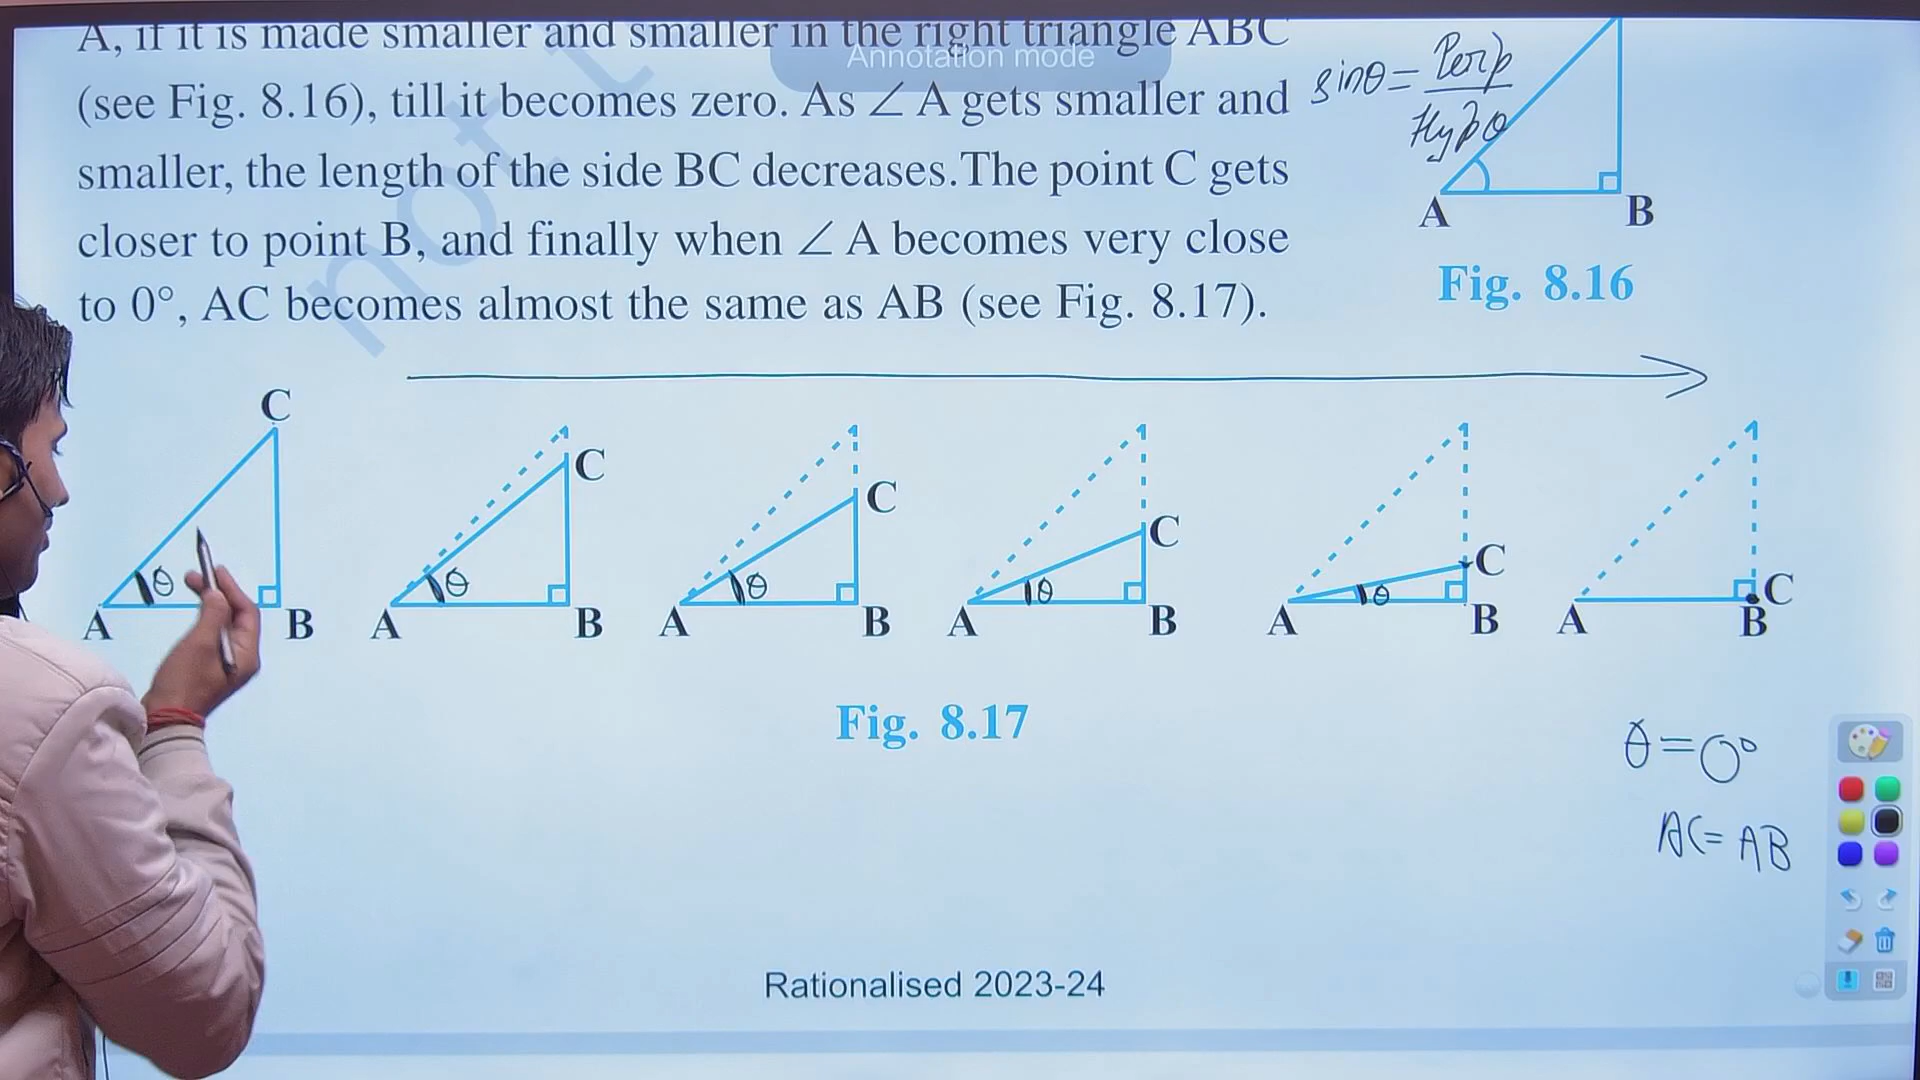 A, if it is made smaller and smaller in the right triangle ABC
Annotation mode
(see Fig. 8.16), till it becomes zero. As ∠ A gets smaller and
smaller, the length of the side BC decreases.The point C gets
closer to point B, and finally when ∠ A becomes very close
to 0°, AC becomes almost the same as AB (see Fig. 8.17).
not t
sinθ = Perp
Hypo
A B
Fig. 8.16
C
C
C
C
C
C
θ θ θ θ θ
A B A B A B A B A B A B
Fig. 8.17
θ = 0°
AC = AB
Rationalised 2023-24